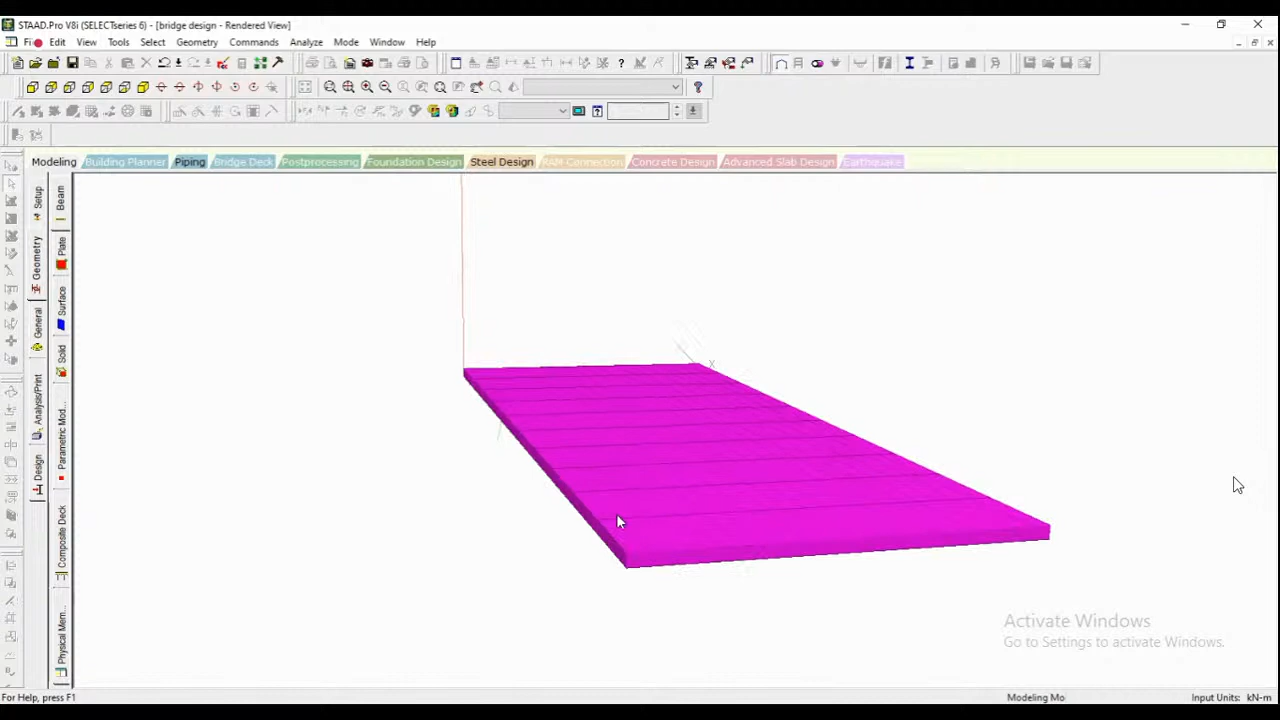 STAAD.Pro V8i (SELECTseries 6) - [bridge design - Rendered View]
Edit View Tools Select Geometry Commands Analyze Mode Window Help
Modeling Building Planner Piping Bridge Deck Postprocessing Foundation Design Steel Design RAM Connection Concrete Design Advanced Slab Design Earthquake
Setup
Geometry
General
Analysis/Print
Design
Beam
Plate
Surface
Solid
Parametric Mod...
Composite Deck
Physical Mem...
X
Activate Windows
Go to Settings to activate Windows.
For Help, press F1
Modeling Mo
Input Units: kN-m